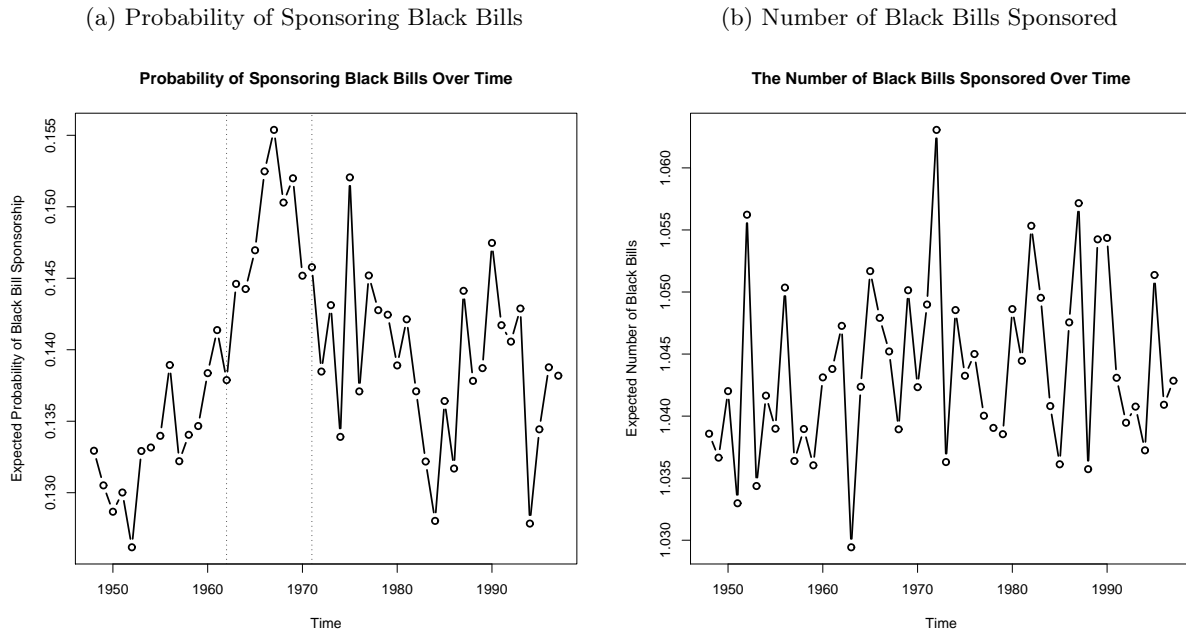 (a) Probability of Sponsoring Black Bills
Probability of Sponsoring Black Bills Over Time
Expected Probability of Black Bill Sponsorship
0.155
0.150
0.145
0.140
0.135
0.130
1950 1960 1970 1980 1990
Time
(b) Number of Black Bills Sponsored
The Number of Black Bills Sponsored Over Time
Expected Number of Black Bills
1.060
1.055
1.050
1.045
1.040
1.035
1.030
1950 1960 1970 1980 1990
Time